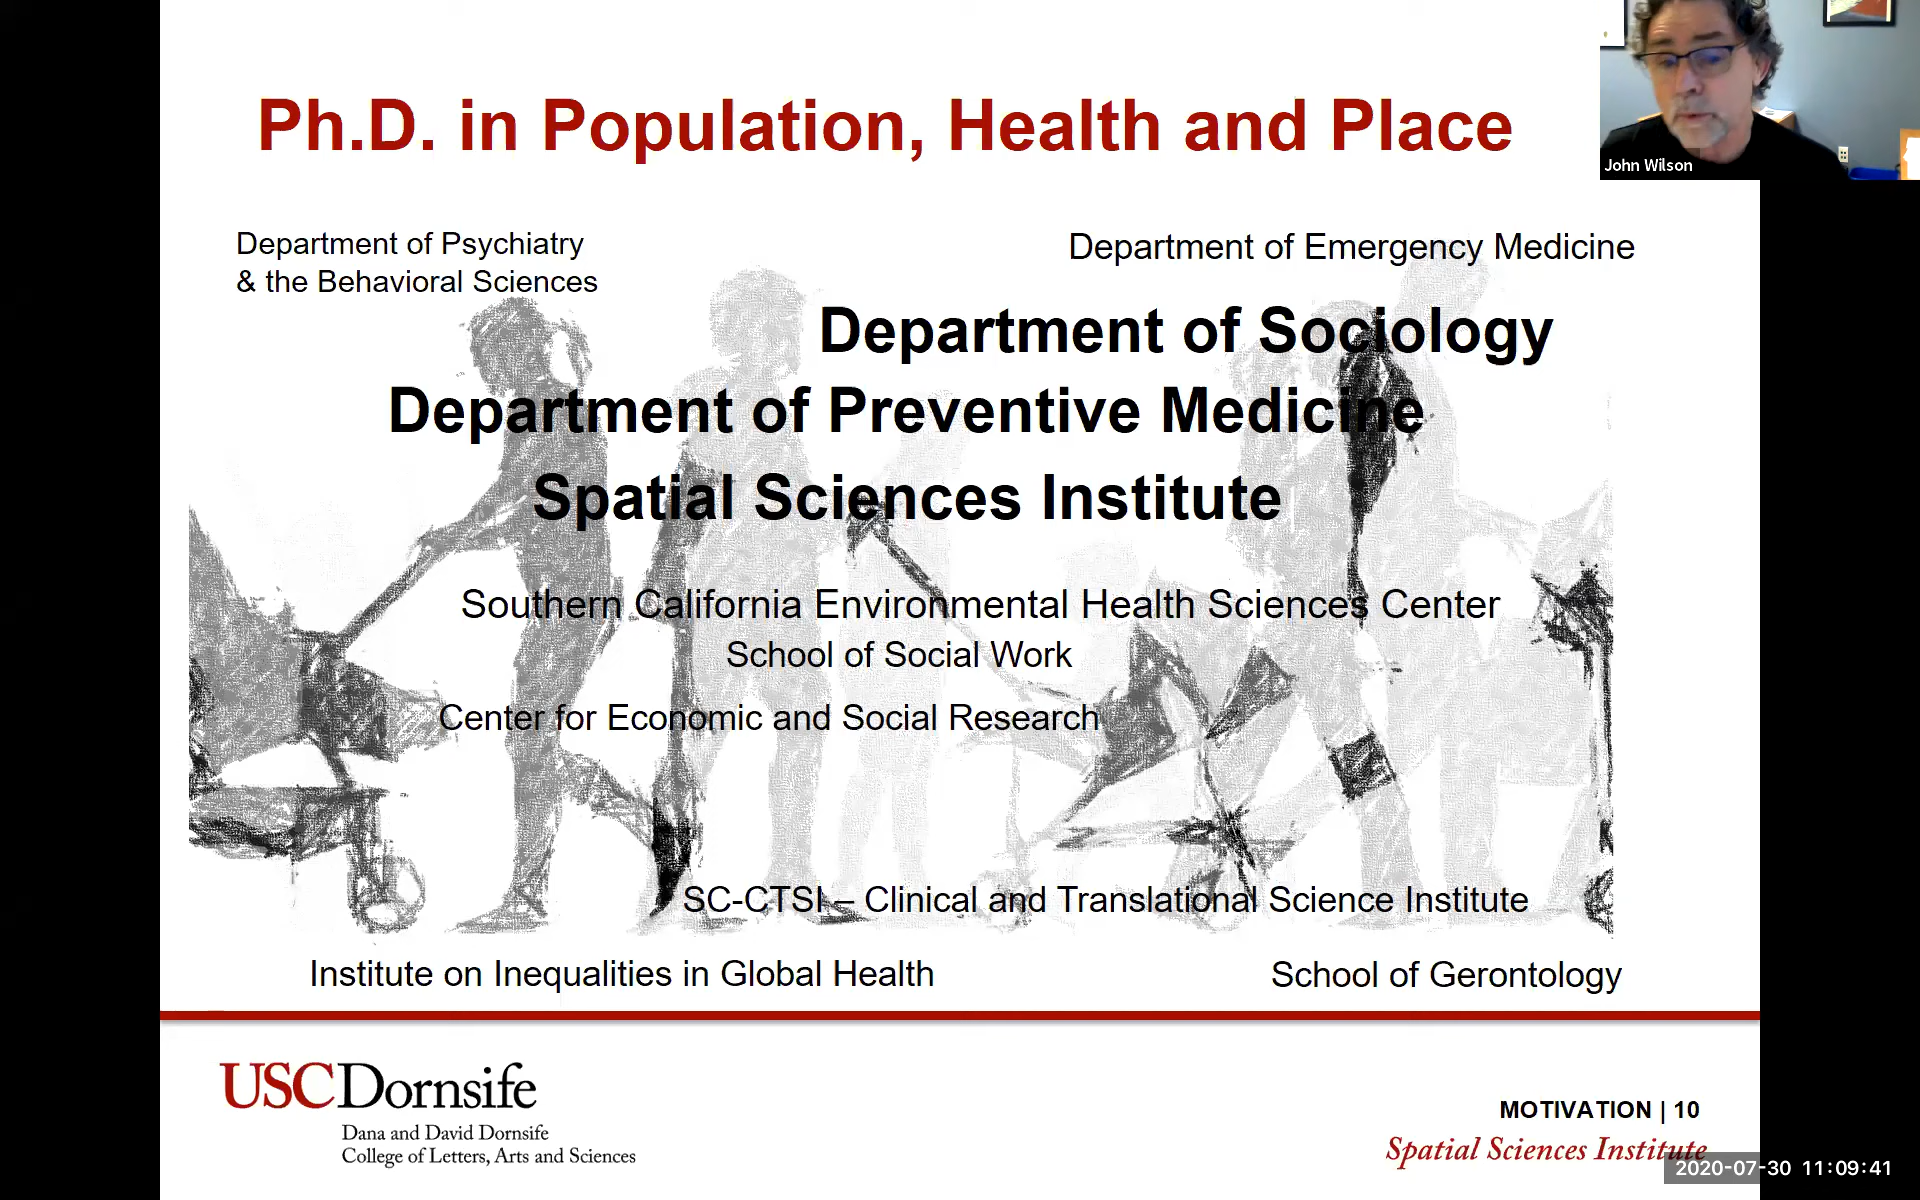 Ph.D. in Population, Health and Place
John Wilson
Department of Psychiatry
& the Behavioral Sciences
Department of Emergency Medicine
Department of Sociology
Department of Preventive Medicine
Spatial Sciences Institute
Southern California Environmental Health Sciences Center
School of Social Work
Center for Economic and Social Research
SC-CTSI – Clinical and Translational Science Institute
Institute on Inequalities in Global Health
School of Gerontology
USCDornsife
Dana and David Dornsife
College of Letters, Arts and Sciences
MOTIVATION | 10
Spatial Sciences Institute
2020-07-30 11:09:41